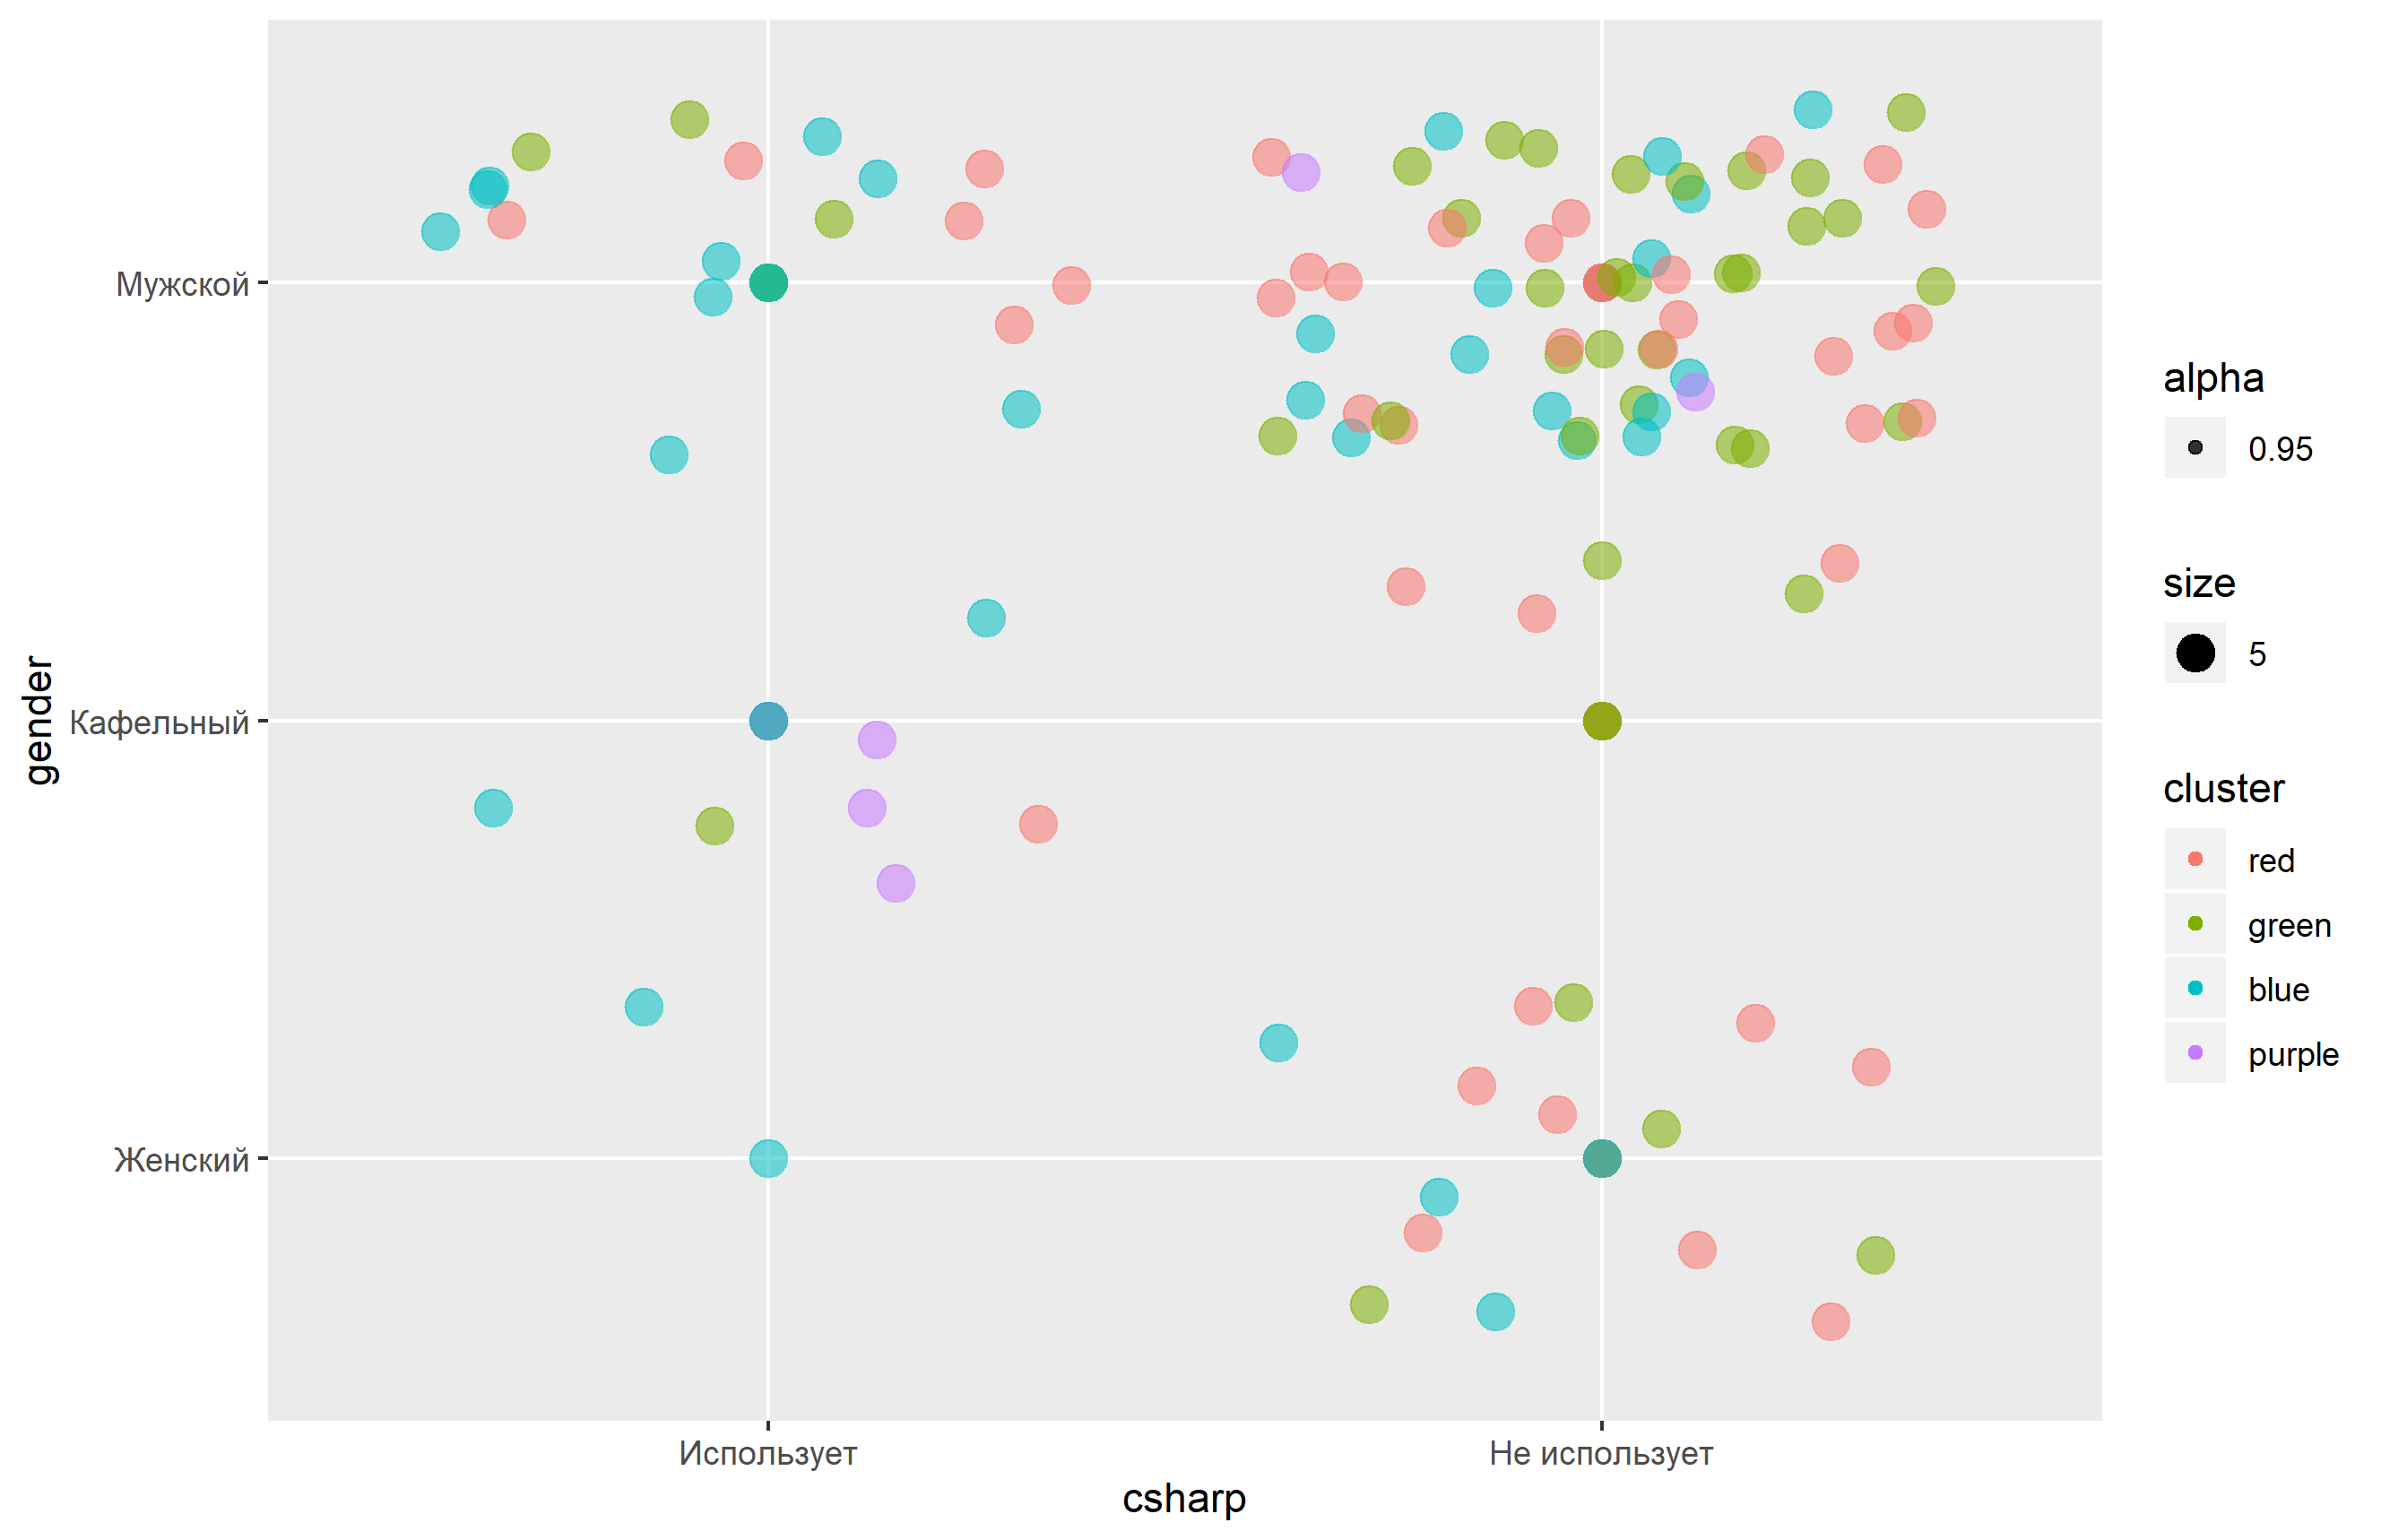 gender
Мужской
Кафельный
Женский
Использует
Не использует
csharp
alpha
0.95
size
5
cluster
red
green
blue
purple